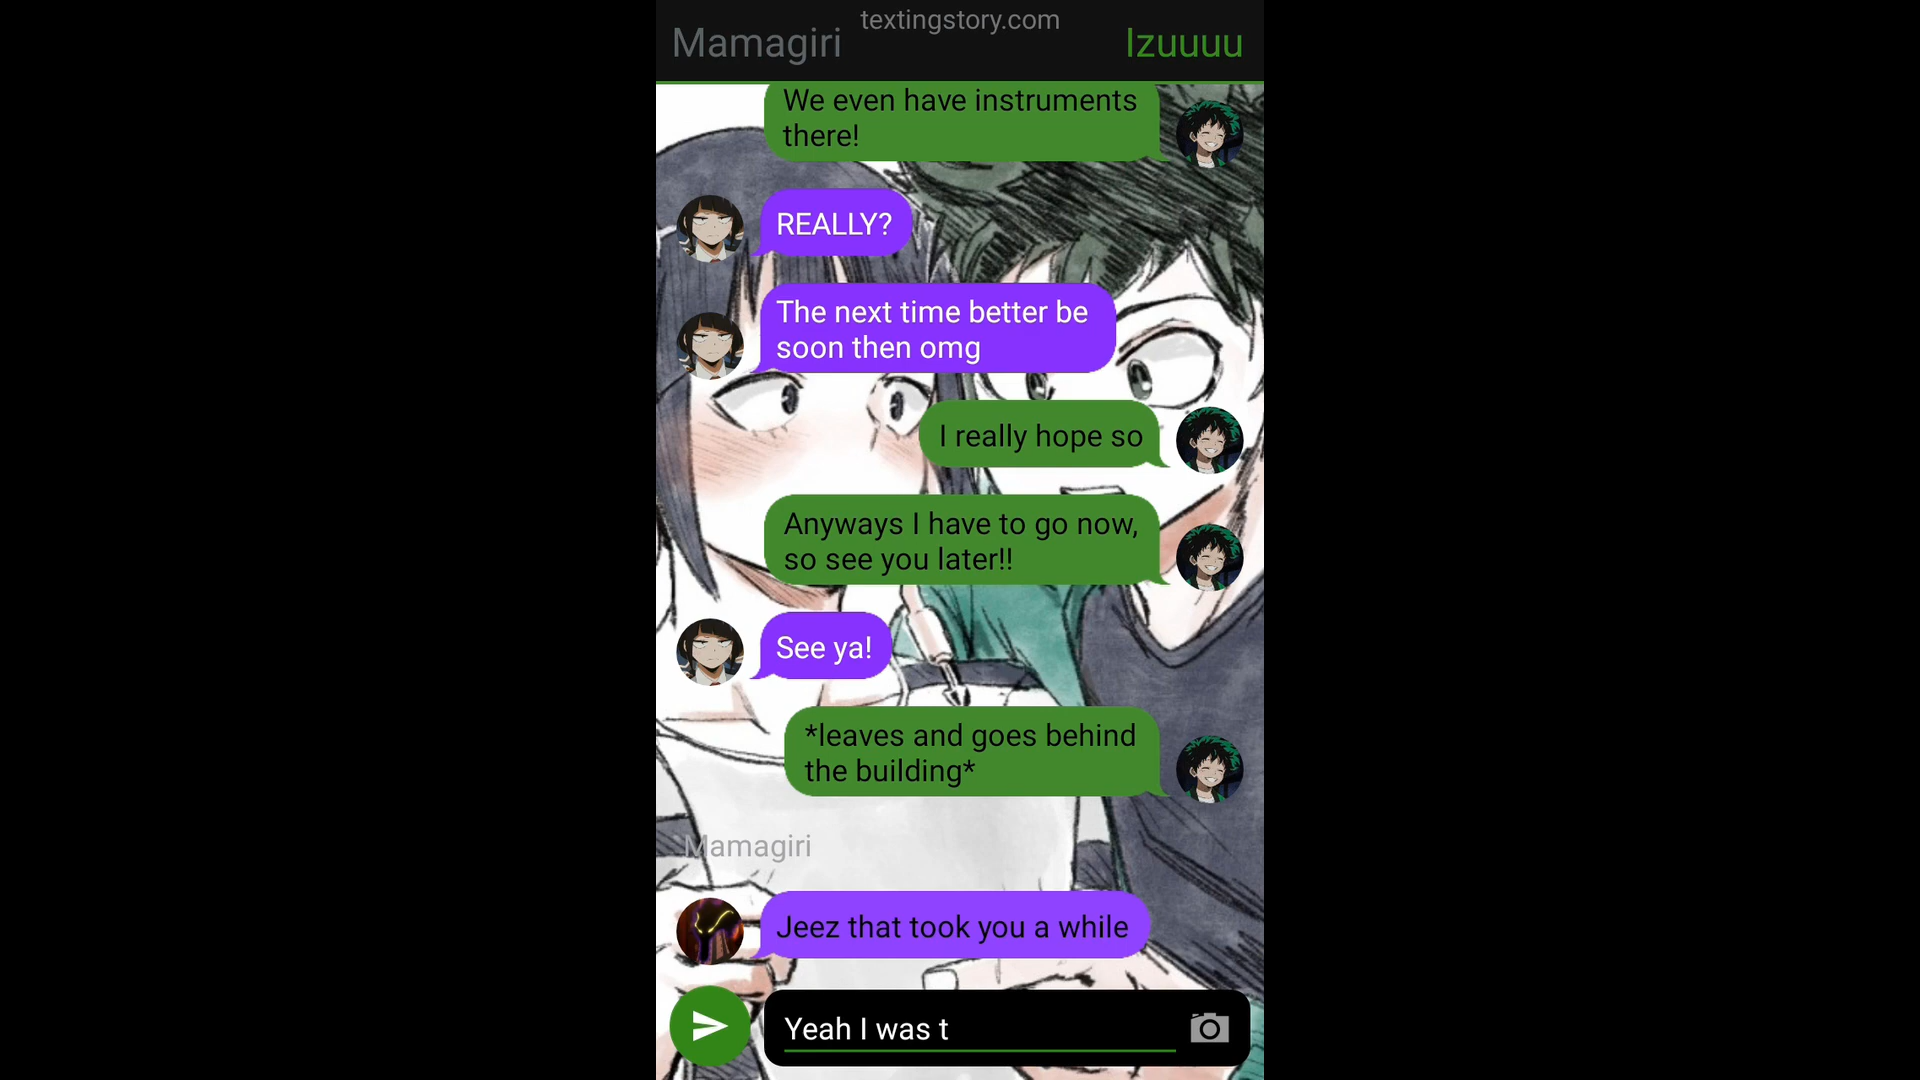 textingstory.com
Mamagiri
Izuuuu
We even have instruments
there!
REALLY?
The next time better be
soon then omg
I really hope so
Anyways I have to go now,
so see you later!!
See ya!
*leaves and goes behind
the building*
Mamagiri
Jeez that took you a while
Yeah I was t